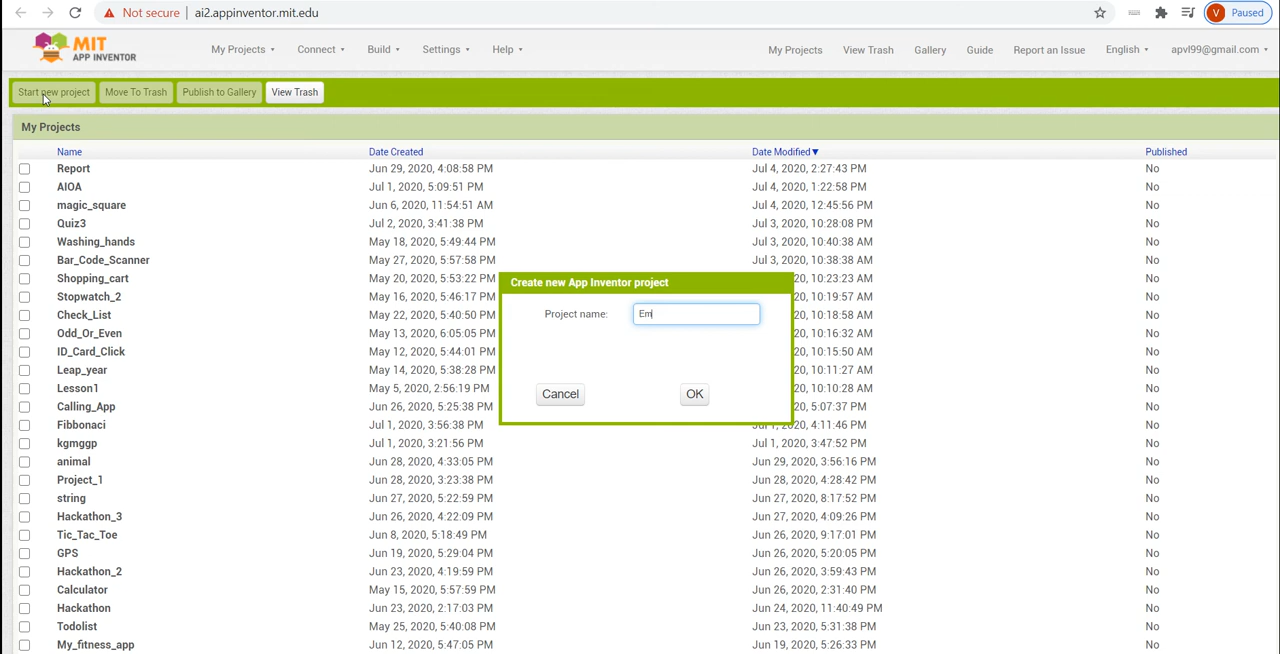 Not secure | ai2.appinventor.mit.edu V Paused
MIT APP INVENTOR My Projects Connect Build Settings Help My Projects View Trash Gallery Guide Report an Issue English apvl99@gmail.com
Start new project Move To Trash Publish to Gallery View Trash
My Projects
Name Date Created Date Modified Published
Report Jun 29, 2020, 4:08:58 PM Jul 4, 2020, 2:27:43 PM No
AIOA Jul 1, 2020, 5:09:51 PM Jul 4, 2020, 1:22:58 PM No
magic_square Jun 6, 2020, 11:54:51 AM Jul 4, 2020, 12:45:56 PM No
Quiz3 Jul 2, 2020, 3:41:38 PM Jul 3, 2020, 10:28:08 PM No
Washing_hands May 18, 2020, 5:49:44 PM Jul 3, 2020, 10:40:38 AM No
Bar_Code_Scanner May 27, 2020, 5:57:58 PM Jul 3, 2020, 10:38:38 AM No
Shopping_cart May 20, 2020, 5:53:22 PM 2020, 10:23:23 AM No
Stopwatch_2 May 16, 2020, 5:46:17 PM 2020, 10:19:57 AM No
Check_List May 22, 2020, 5:40:50 PM 2020, 10:18:58 AM No
Odd_Or_Even May 13, 2020, 6:05:05 PM 2020, 10:16:32 AM No
ID_Card_Click May 12, 2020, 5:44:01 PM 2020, 10:15:50 AM No
Leap_year May 14, 2020, 5:38:28 PM 2020, 10:11:27 AM No
Lesson1 May 5, 2020, 2:56:19 PM 2020, 10:10:28 AM No
Calling_App Jun 26, 2020, 5:25:38 PM 2020, 5:07:37 PM No
Fibbonaci Jul 1, 2020, 3:56:38 PM Jul 1, 2020, 4:11:46 PM No
kgmggp Jul 1, 2020, 3:21:56 PM Jul 1, 2020, 3:47:52 PM No
animal Jun 28, 2020, 4:33:05 PM Jun 29, 2020, 3:56:16 PM No
Project_1 Jun 28, 2020, 3:23:38 PM Jun 28, 2020, 4:28:42 PM No
string Jun 27, 2020, 5:22:59 PM Jun 27, 2020, 8:17:52 PM No
Hackathon_3 Jun 26, 2020, 4:22:09 PM Jun 27, 2020, 4:09:26 PM No
Tic_Tac_Toe Jun 8, 2020, 5:18:49 PM Jun 26, 2020, 9:17:01 PM No
GPS Jun 19, 2020, 5:29:04 PM Jun 26, 2020, 5:20:05 PM No
Hackathon_2 Jun 23, 2020, 4:19:59 PM Jun 26, 2020, 3:59:43 PM No
Calculator May 15, 2020, 5:57:59 PM Jun 26, 2020, 2:31:40 PM No
Hackathon Jun 23, 2020, 2:17:03 PM Jun 24, 2020, 11:40:49 PM No
Todolist May 25, 2020, 5:40:08 PM Jun 23, 2020, 5:31:38 PM No
My_fitness_app Jun 12, 2020, 5:47:05 PM Jun 19, 2020, 5:26:33 PM No
Create new App Inventor project
Project name: Em
Cancel OK